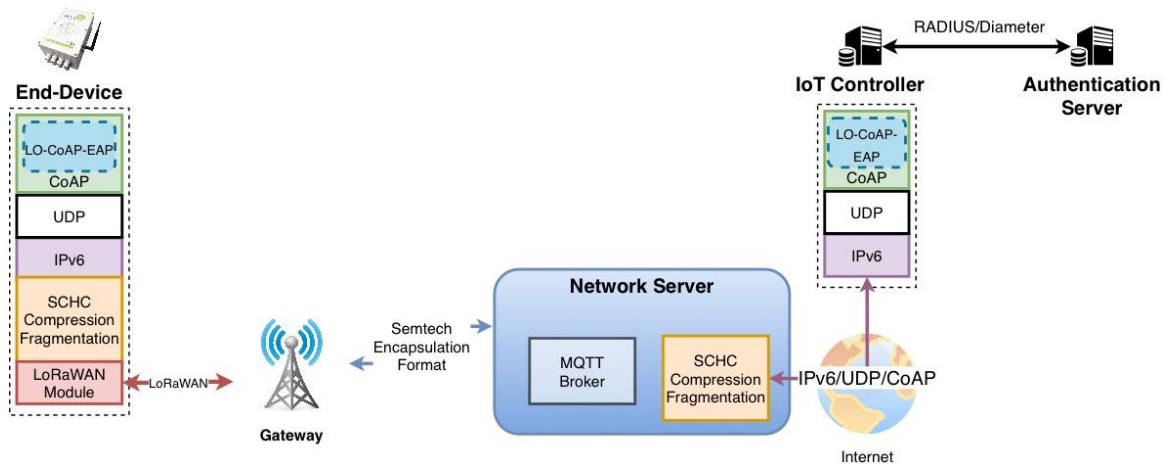 End-Device
LO-CoAP-EAP
CoAP
UDP
IPv6
SCHC
Compression
Fragmentation
LoRaWAN
Module
LoRaWAN
Gateway
Semtech
Encapsulation
Format
Network Server
MQTT
Broker
SCHC
Compression
Fragmentation
RADIUS/Diameter
IoT Controller
Authentication
Server
LO-CoAP-
EAP
CoAP
UDP
IPv6
IPv6/UDP/CoAP
Internet